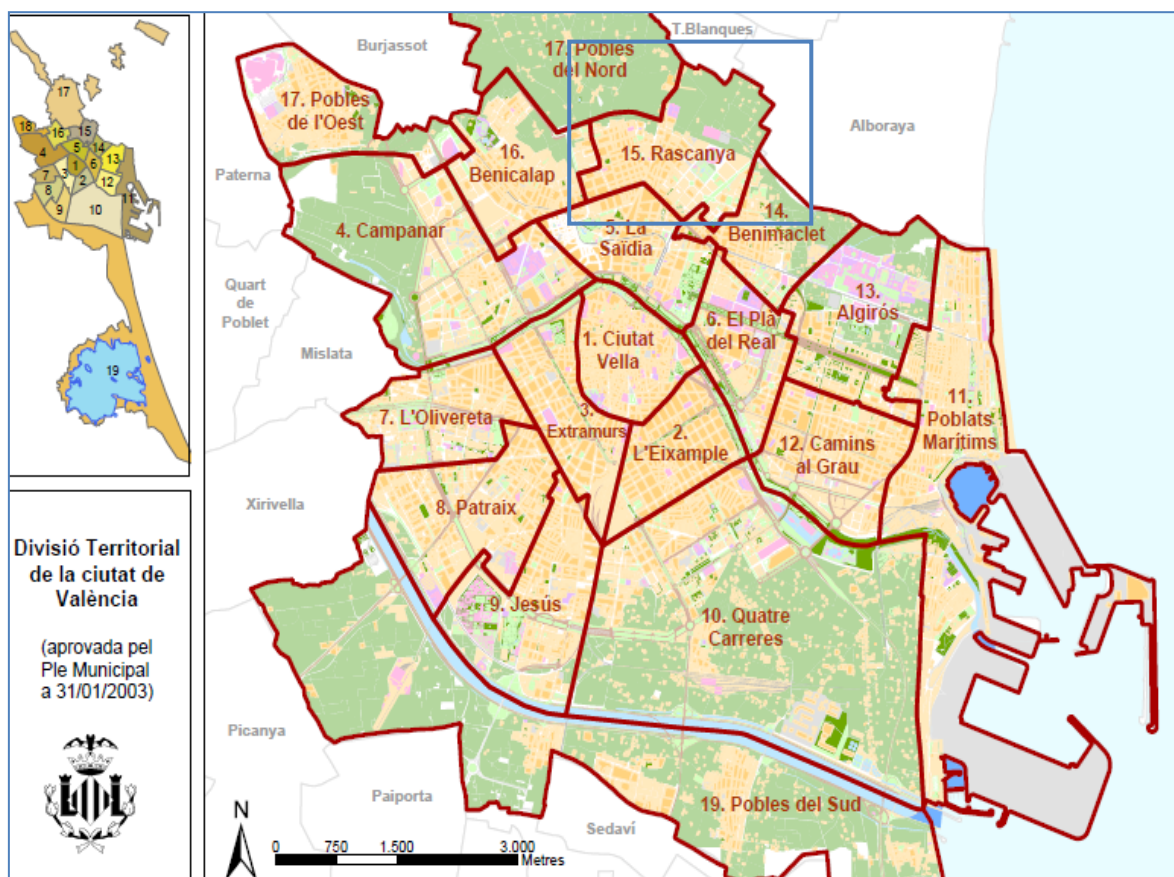 17
18
16
15
5
14
4
13
6
1
7
3
2
12
8
11
9
10
19
Divisió Territorial
de la ciutat de
València
(aprovada pel
Ple Municipal
a 31/01/2003)
T.Blanques
Burjassot
17. Pobles
del Nord
17. Pobles
de l'Oest
Alboraya
16.
Benicalap
15. Rascanya
Paterna
4. Campanar
5. La
Saïdia
14.
Benimaclet
Quart
de
Poblet
13.
Algirós
Mislata
1. Ciutat
Vella
6. El Pla
del Real
11.
Poblats
Marítims
7. L'Olivereta
3.
Extramurs
2.
L'Eixample
12. Camins
al Grau
Xirivella
8. Patraix
9. Jesús
10. Quatre
Carreres
Picanya
Paiporta
19. Pobles del Sud
Sedaví
N
0 750 1.500 3.000
Metres